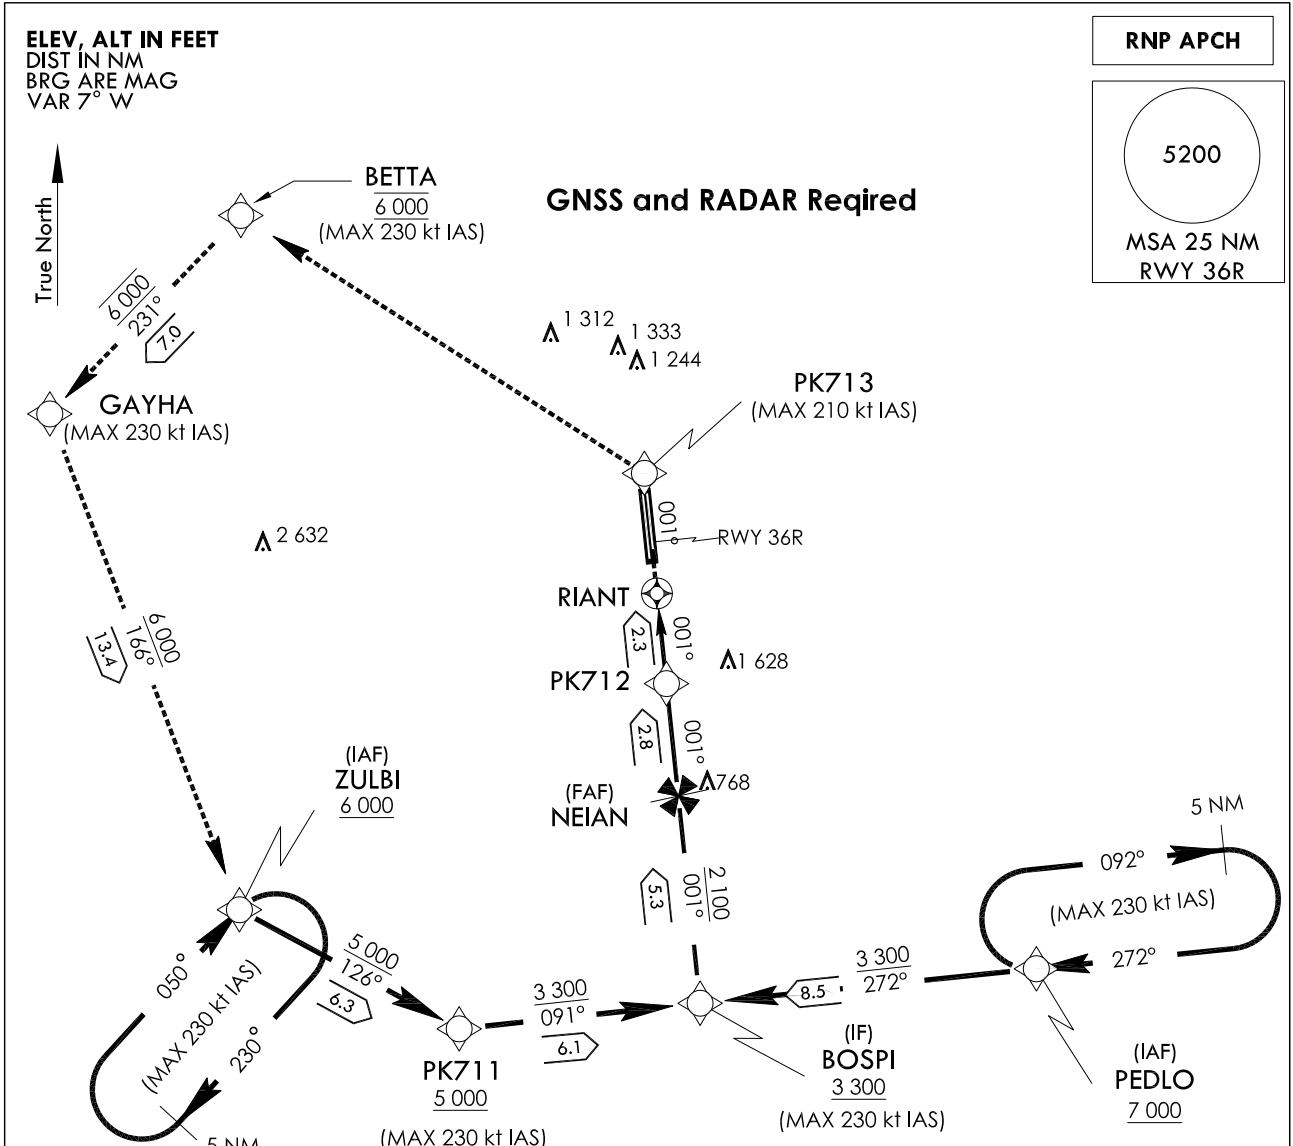 ELEV, ALT IN FEET
DIST IN NM
BRG ARE MAG
VAR 7° W
True North
RNP APCH
5200
MSA 25 NM
RWY 36R
GNSS and RADAR Reqired
BETTA
6 000
(MAX 230 kt IAS)
6 000
231°
7.0
GAYHA
(MAX 230 kt IAS)
1 312
1 333
1 244
PK713
(MAX 210 kt IAS)
001°
RWY 36R
2 632
RIANT
2.3
001°
1 628
PK712
2.8
001°
768
(FAF)
NEIAN
6 000
166°
13.4
(IAF)
ZULBI
6 000
5.3
2 100
001°
5 NM
092°
(MAX 230 kt IAS)
272°
050°
(MAX 230 kt IAS)
230°
5 NM
5 000
126°
6.3
3 300
091°
6.1
3 300
272°
8.5
PK711
5 000
(MAX 230 kt IAS)
(IF)
BOSPI
3 300
(MAX 230 kt IAS)
(IAF)
PEDLO
7 000